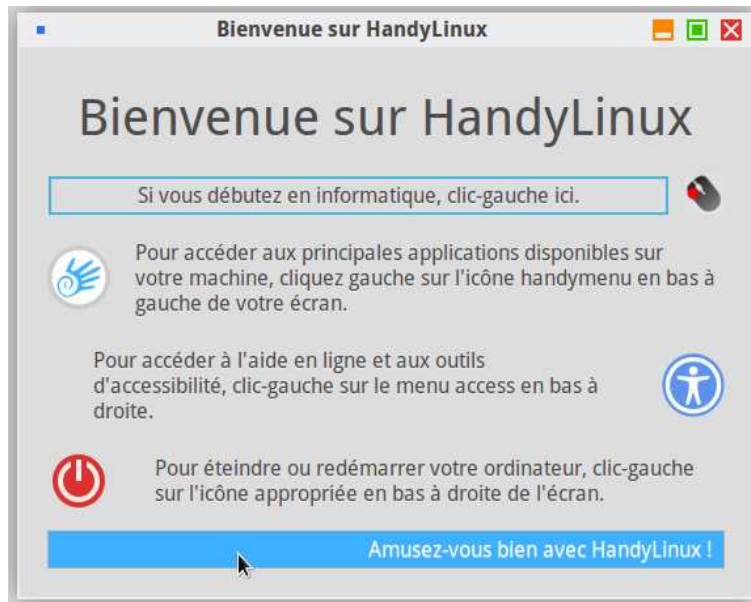 Bienvenue sur HandyLinux
Bienvenue sur HandyLinux
Si vous débutez en informatique, clic-gauche ici.
Pour accéder aux principales applications disponibles sur
votre machine, cliquez gauche sur l'icône handymenu en bas à
gauche de votre écran.
Pour accéder à l'aide en ligne et aux outils
d'accessibilité, clic-gauche sur le menu access en bas à
droite.
Pour éteindre ou redémarrer votre ordinateur, clic-gauche
sur l'icône appropriée en bas à droite de l'écran.
Amusez-vous bien avec HandyLinux !